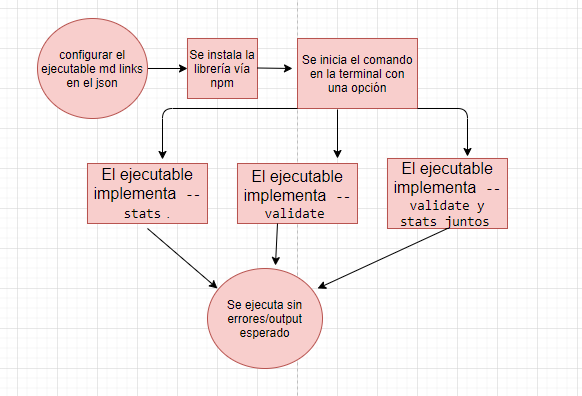 configurar el
ejecutable md links
en el json
Se instala la
librería vía
npm
Se inicia el comando
en la terminal con
una opción
El ejecutable
implementa --
stats .
El ejecutable
implementa --
validate
El ejecutable
implementa --
validate y
stats juntos
Se ejecuta sin
errores/output
esperado